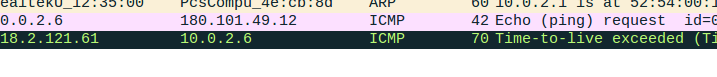 ealtekU_12:35:00 PcsCompu_4e:cb:8d ARP 60 10.0.2.1 is at 52:54:00:1
0.0.2.6 180.101.49.12 ICMP 42 Echo (ping) request id=0
18.2.121.61 10.0.2.6 ICMP 70 Time-to-live exceeded (Ti